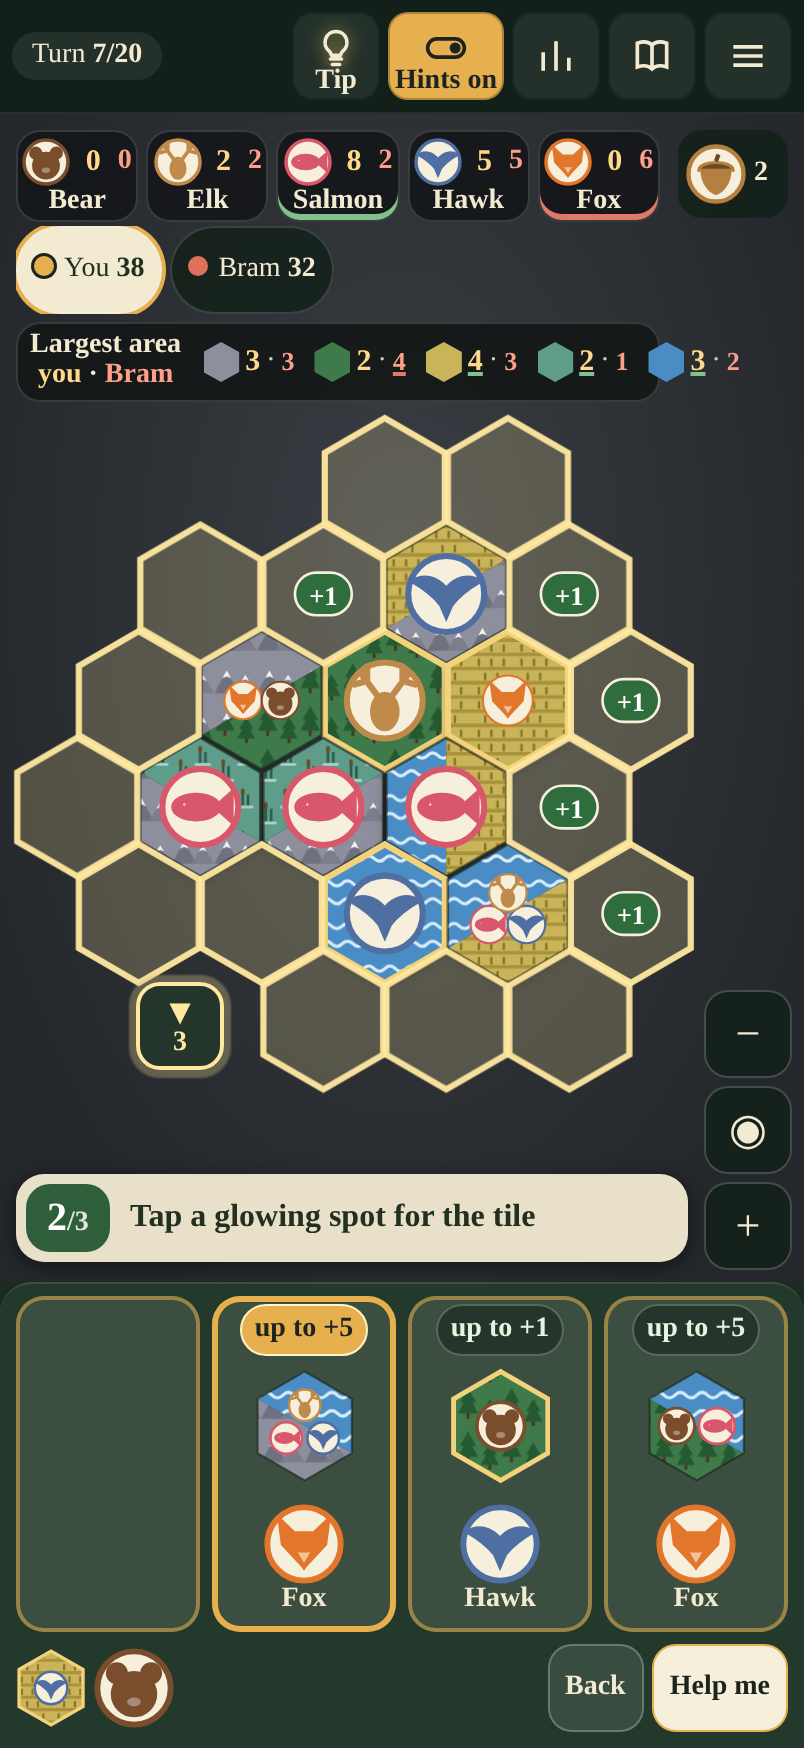 Turn 7/20
Tip
Hints on
0 0
Bear
2 2
Elk
8 2
Salmon
5 5
Hawk
0 6
Fox
2
You 38
Bram 32
Largest area
you · Bram
3 · 3
2 · 4
4 · 3
2 · 1
3 · 2
+1
+1
+1
+1
+1
3
2/3
Tap a glowing spot for the tile
up to +5
Fox
up to +1
Hawk
up to +5
Fox
Back
Help me